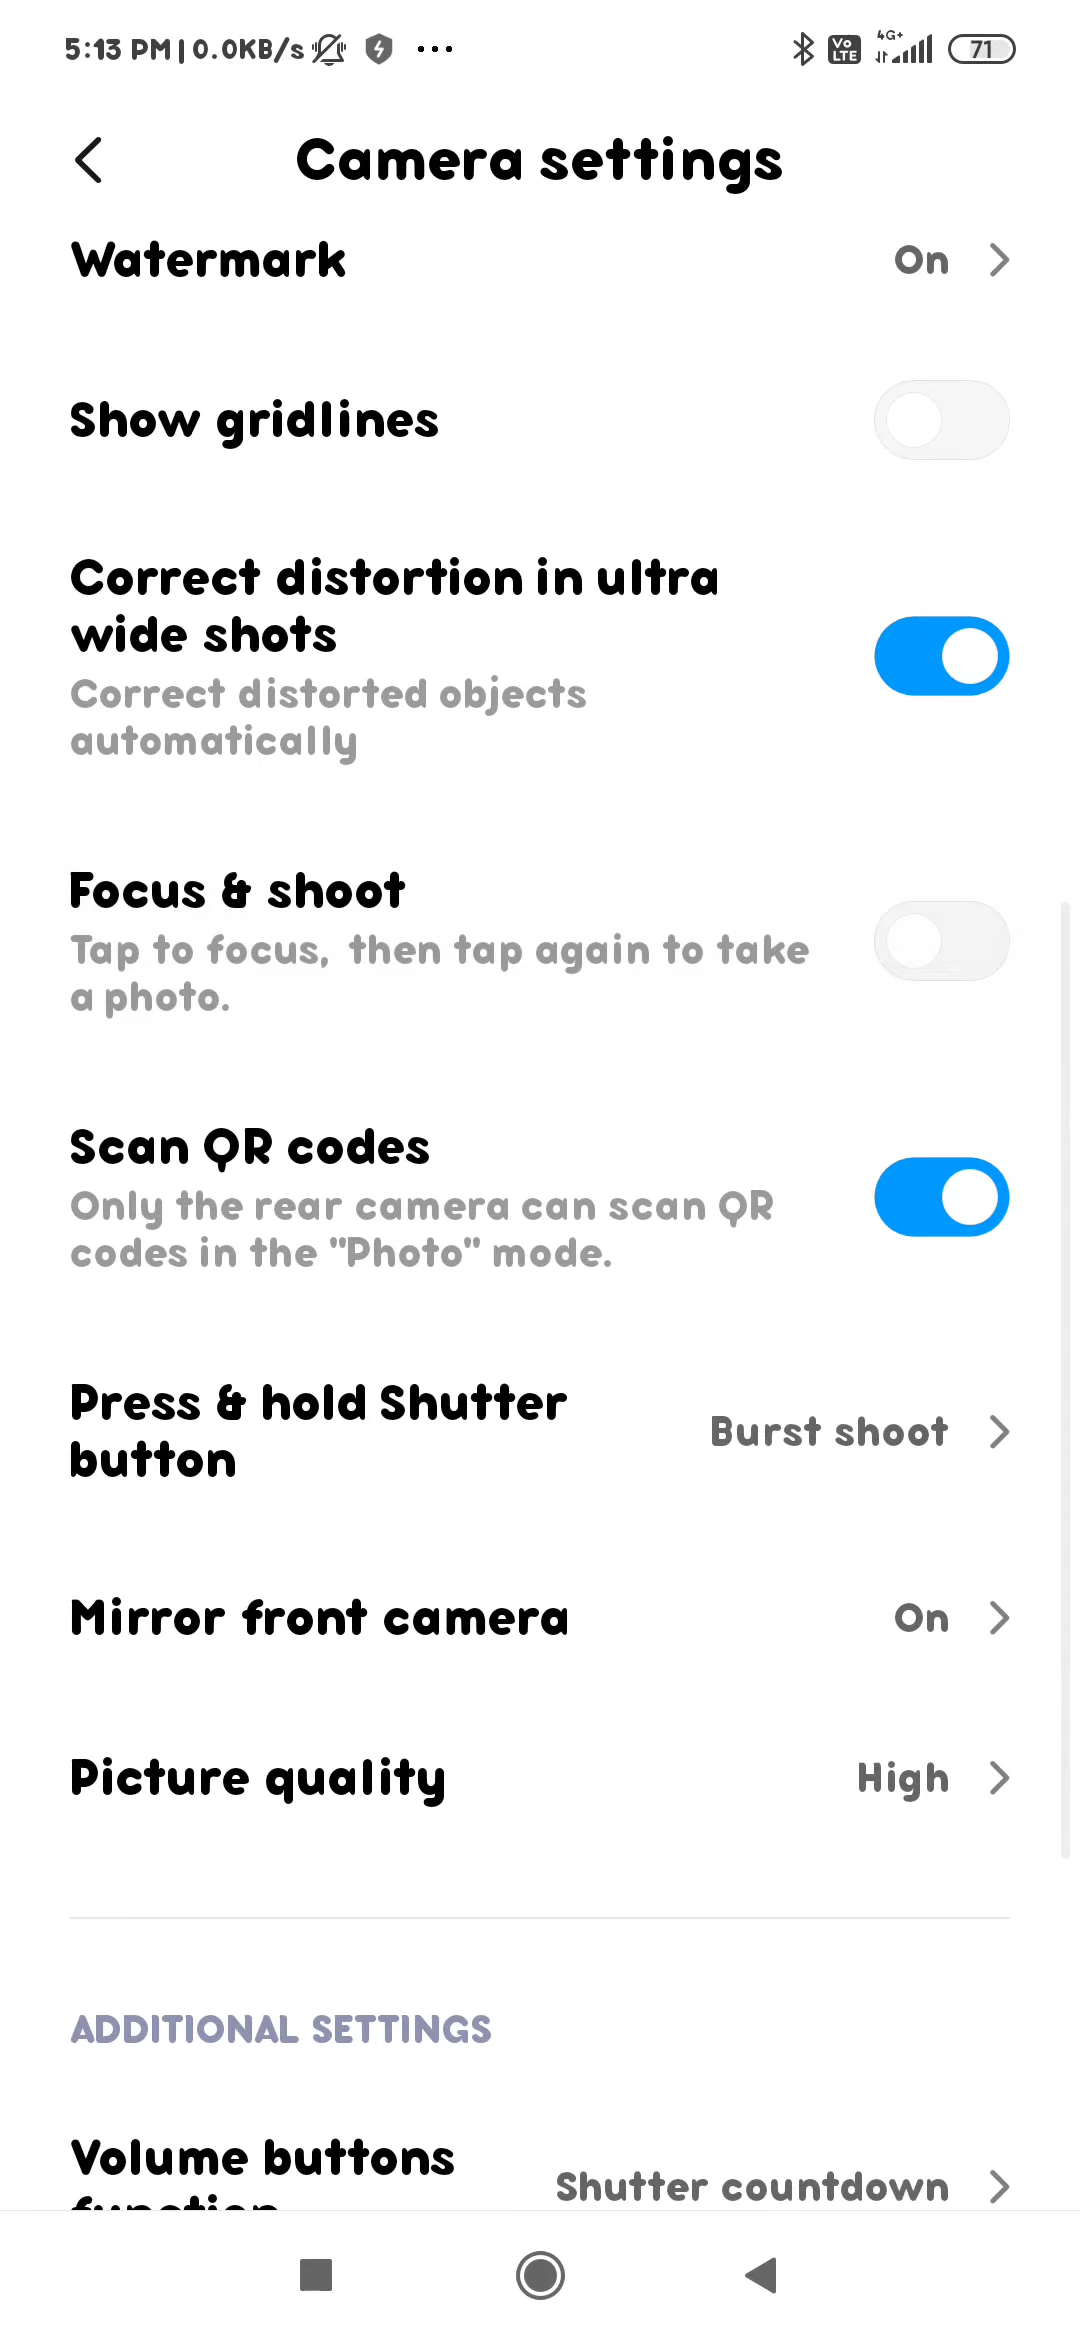 5:13 PM | 0.0KB/s ...
Vo LTE 4G+ 71
Camera settings
Watermark On
Show gridlines
Correct distortion in ultra
wide shots
Correct distorted objects
automatically
Focus & shoot
Tap to focus, then tap again to take
a photo.
Scan QR codes
Only the rear camera can scan QR
codes in the "Photo" mode.
Press & hold Shutter
button
Burst shoot
Mirror front camera On
Picture quality High
ADDITIONAL SETTINGS
Volume buttons
function
Shutter countdown